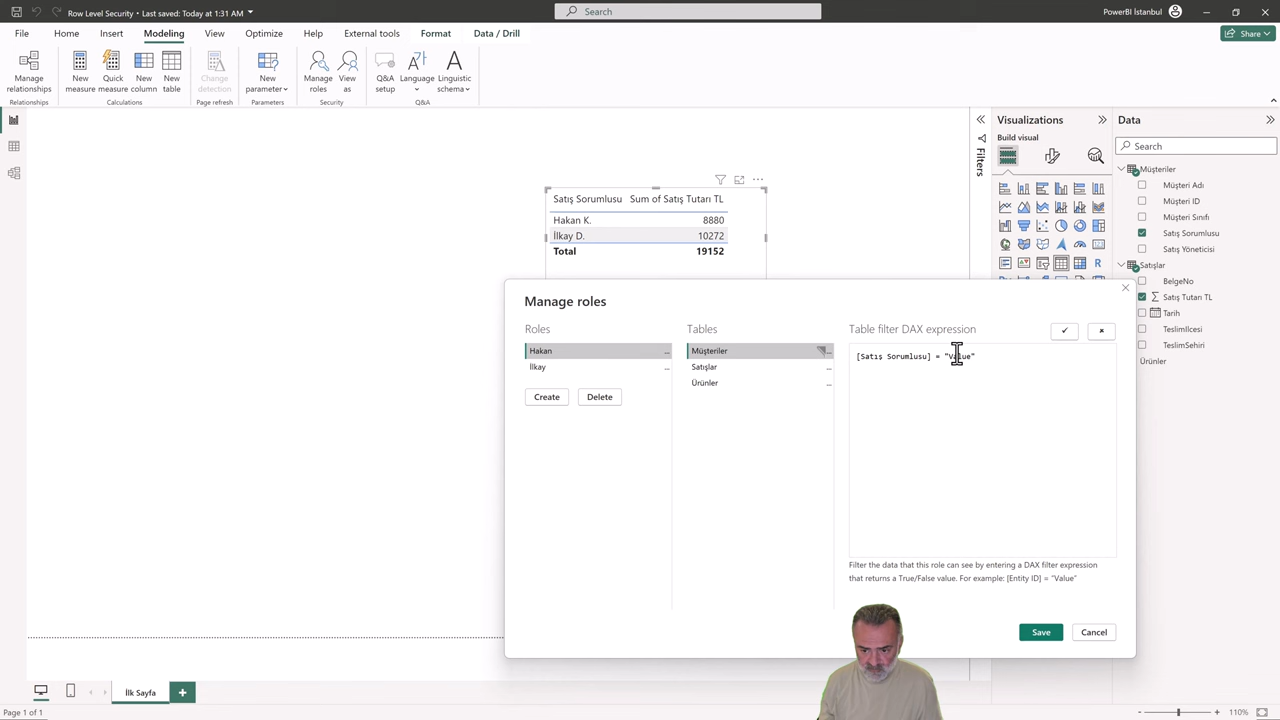 Row Level Security • Last saved: Today at 1:31 AM
Search
PowerBI Istanbul
File Home Insert Modeling View Optimize Help External tools Format Data / Drill
Share
Manage relationships
New measure
Quick measure
New column
New table
Change detection
New parameter
Manage roles
View as
Q&A setup
Language
Linguistic schema
Relationships
Calculations
Page refresh
Parameters
Security
Q&A
Satış Sorumlusu Sum of Satış Tutarı TL
Hakan K. 8880
İlkay D. 10272
Total 19152
Filters
Visualizations
Build visual
Data
Search
Müşteriler
Müşteri Adı
Müşteri ID
Müşteri Sınıfı
Satış Sorumlusu
Satış Yöneticisi
Satışlar
BelgeNo
Satış Tutarı TL
Tarih
TeslimIlcesi
TeslimSehiri
Ürünler
Manage roles
Roles
Hakan
İlkay
Create
Delete
Tables
Müşteriler
Satışlar
Ürünler
Table filter DAX expression
[Satış Sorumlusu] = "Value"
Filter the data that this role can see by entering a DAX filter expression
that returns a True/False value. For example: [Entity ID] = "Value"
Save
Cancel
İlk Sayfa
Page 1 of 1
110%